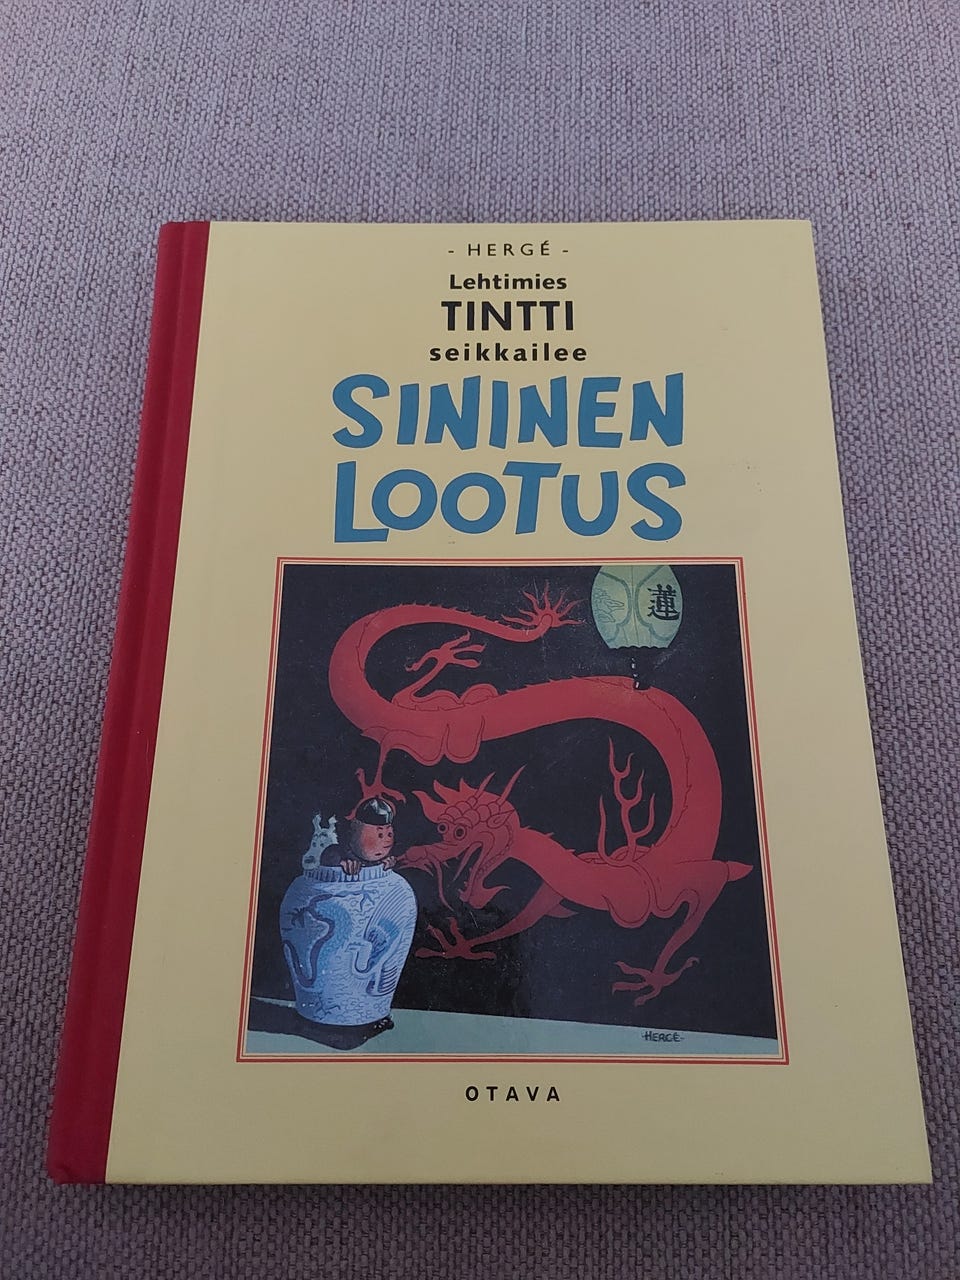 - HERGÉ -
Lehtimies
TINTTI
seikkailee
SININEN
LOOTUS
蓮
HERGÉ-
OTAVA